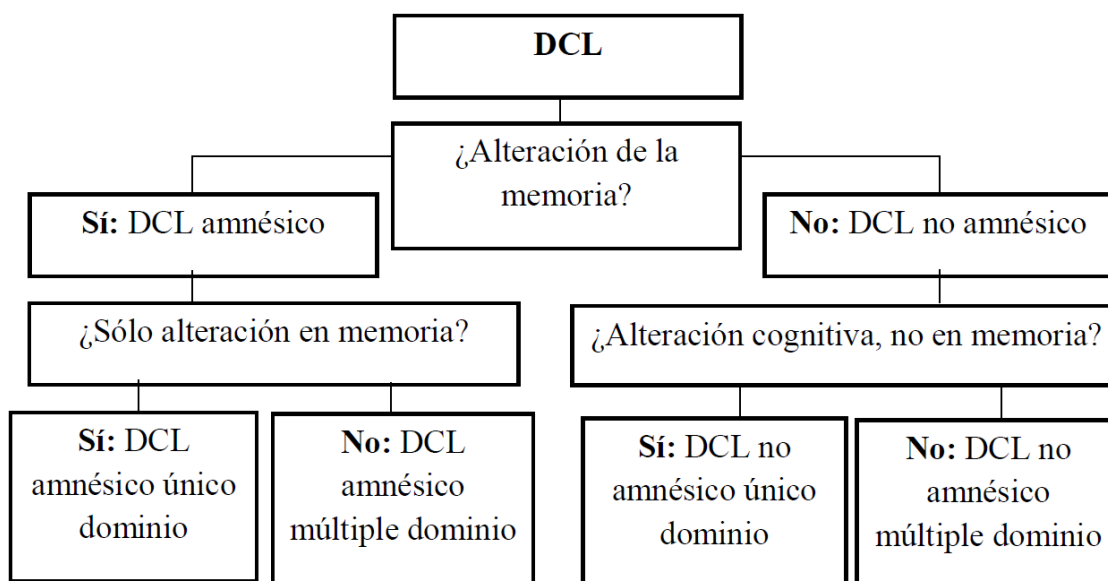 DCL
¿Alteración de la
memoria?
Sí: DCL amnésico
No: DCL no amnésico
¿Sólo alteración en memoria?
¿Alteración cognitiva, no en memoria?
Sí: DCL
amnésico único
dominio
No: DCL
amnésico
múltiple dominio
Sí: DCL no
amnésico único
dominio
No: DCL no
amnésico
múltiple dominio